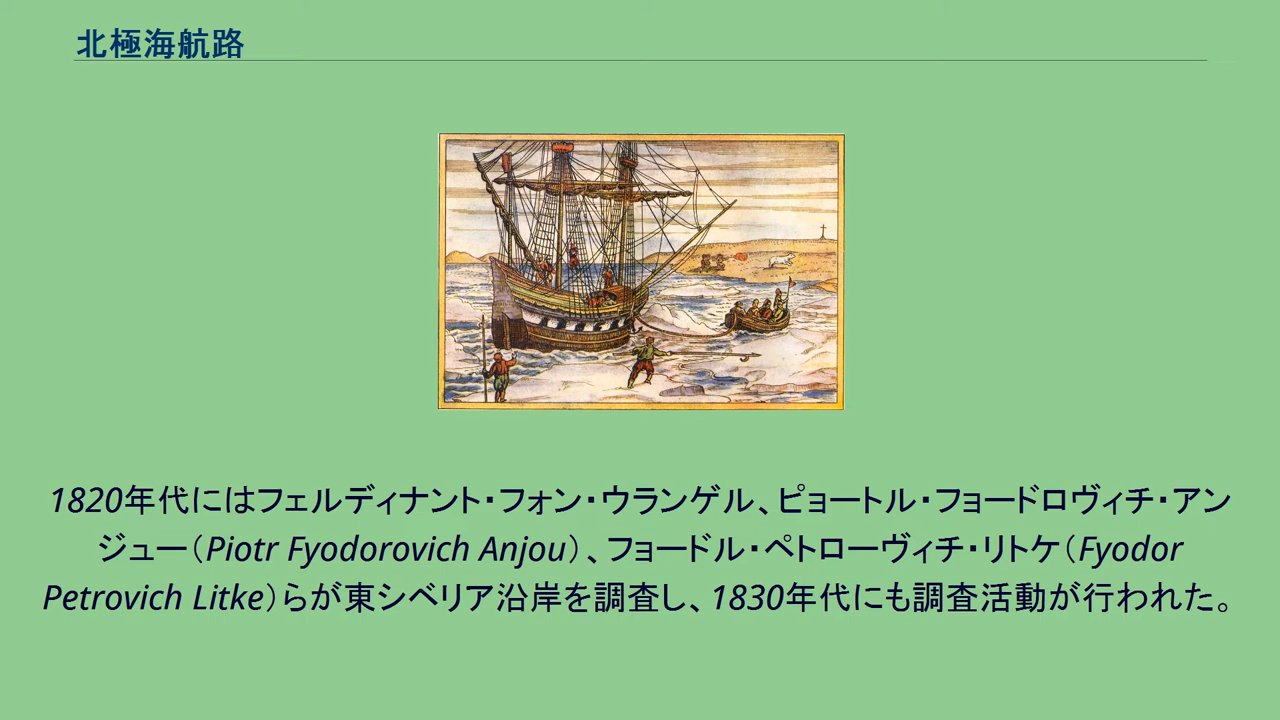 北極海航路
1820年代にはフェルディナント・フォン・ウランゲル、ピョートル・フョードロヴィチ・アン
ジュー（Piotr Fyodorovich Anjou）、フョードル・ペトローヴィチ・リトケ（Fyodor
Petrovich Litke）らが東シベリア沿岸を調査し、1830年代にも調査活動が行われた。